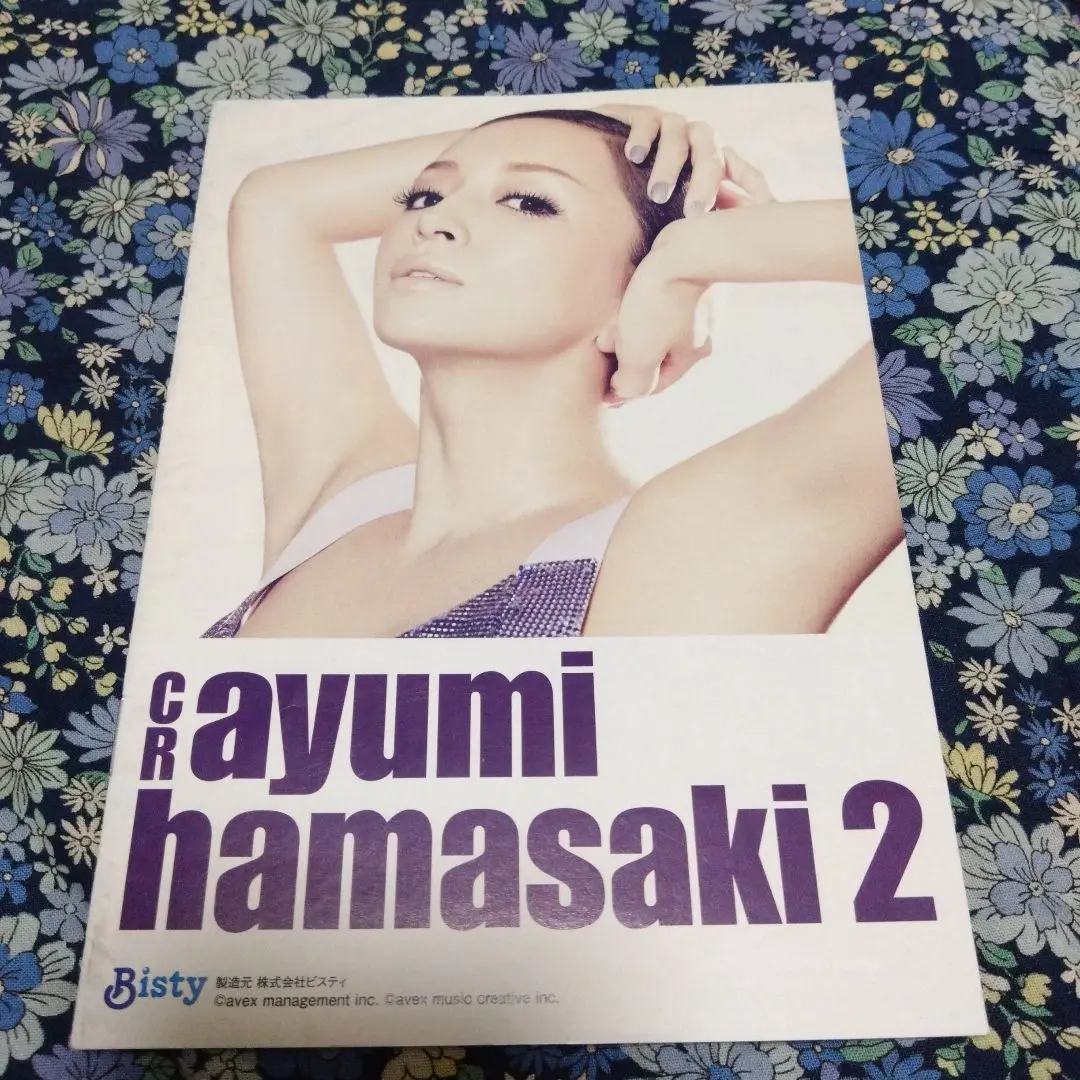 CR ayumi
hamasaki 2
Bisty 製造元 株式会社ビスティ
©avex management inc. ©avex music creative inc.